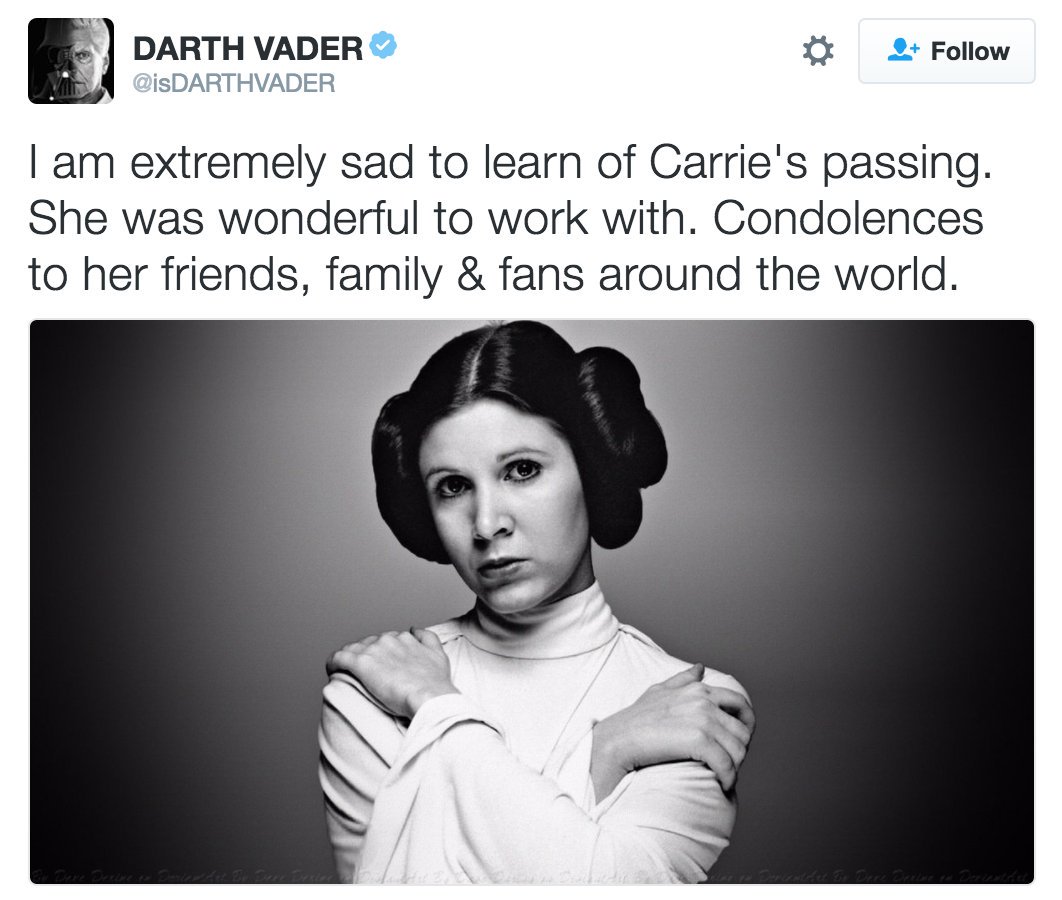 DARTH VADER
@isDARTHVADER
Follow
I am extremely sad to learn of Carrie's passing.
She was wonderful to work with. Condolences
to her friends, family & fans around the world.